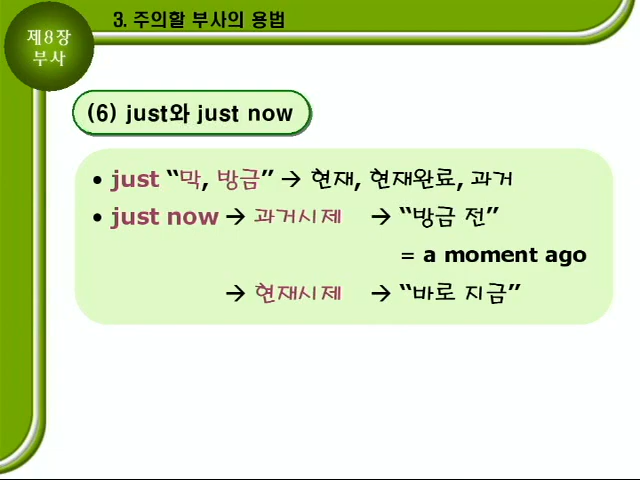 제8장
부사
3. 주의할 부사의 용법
(6) just와 just now
• just “막, 방금” → 현재, 현재완료, 과거
• just now → 과거시제 → “방금 전”
= a moment ago
→ 현재시제 → “바로 지금”